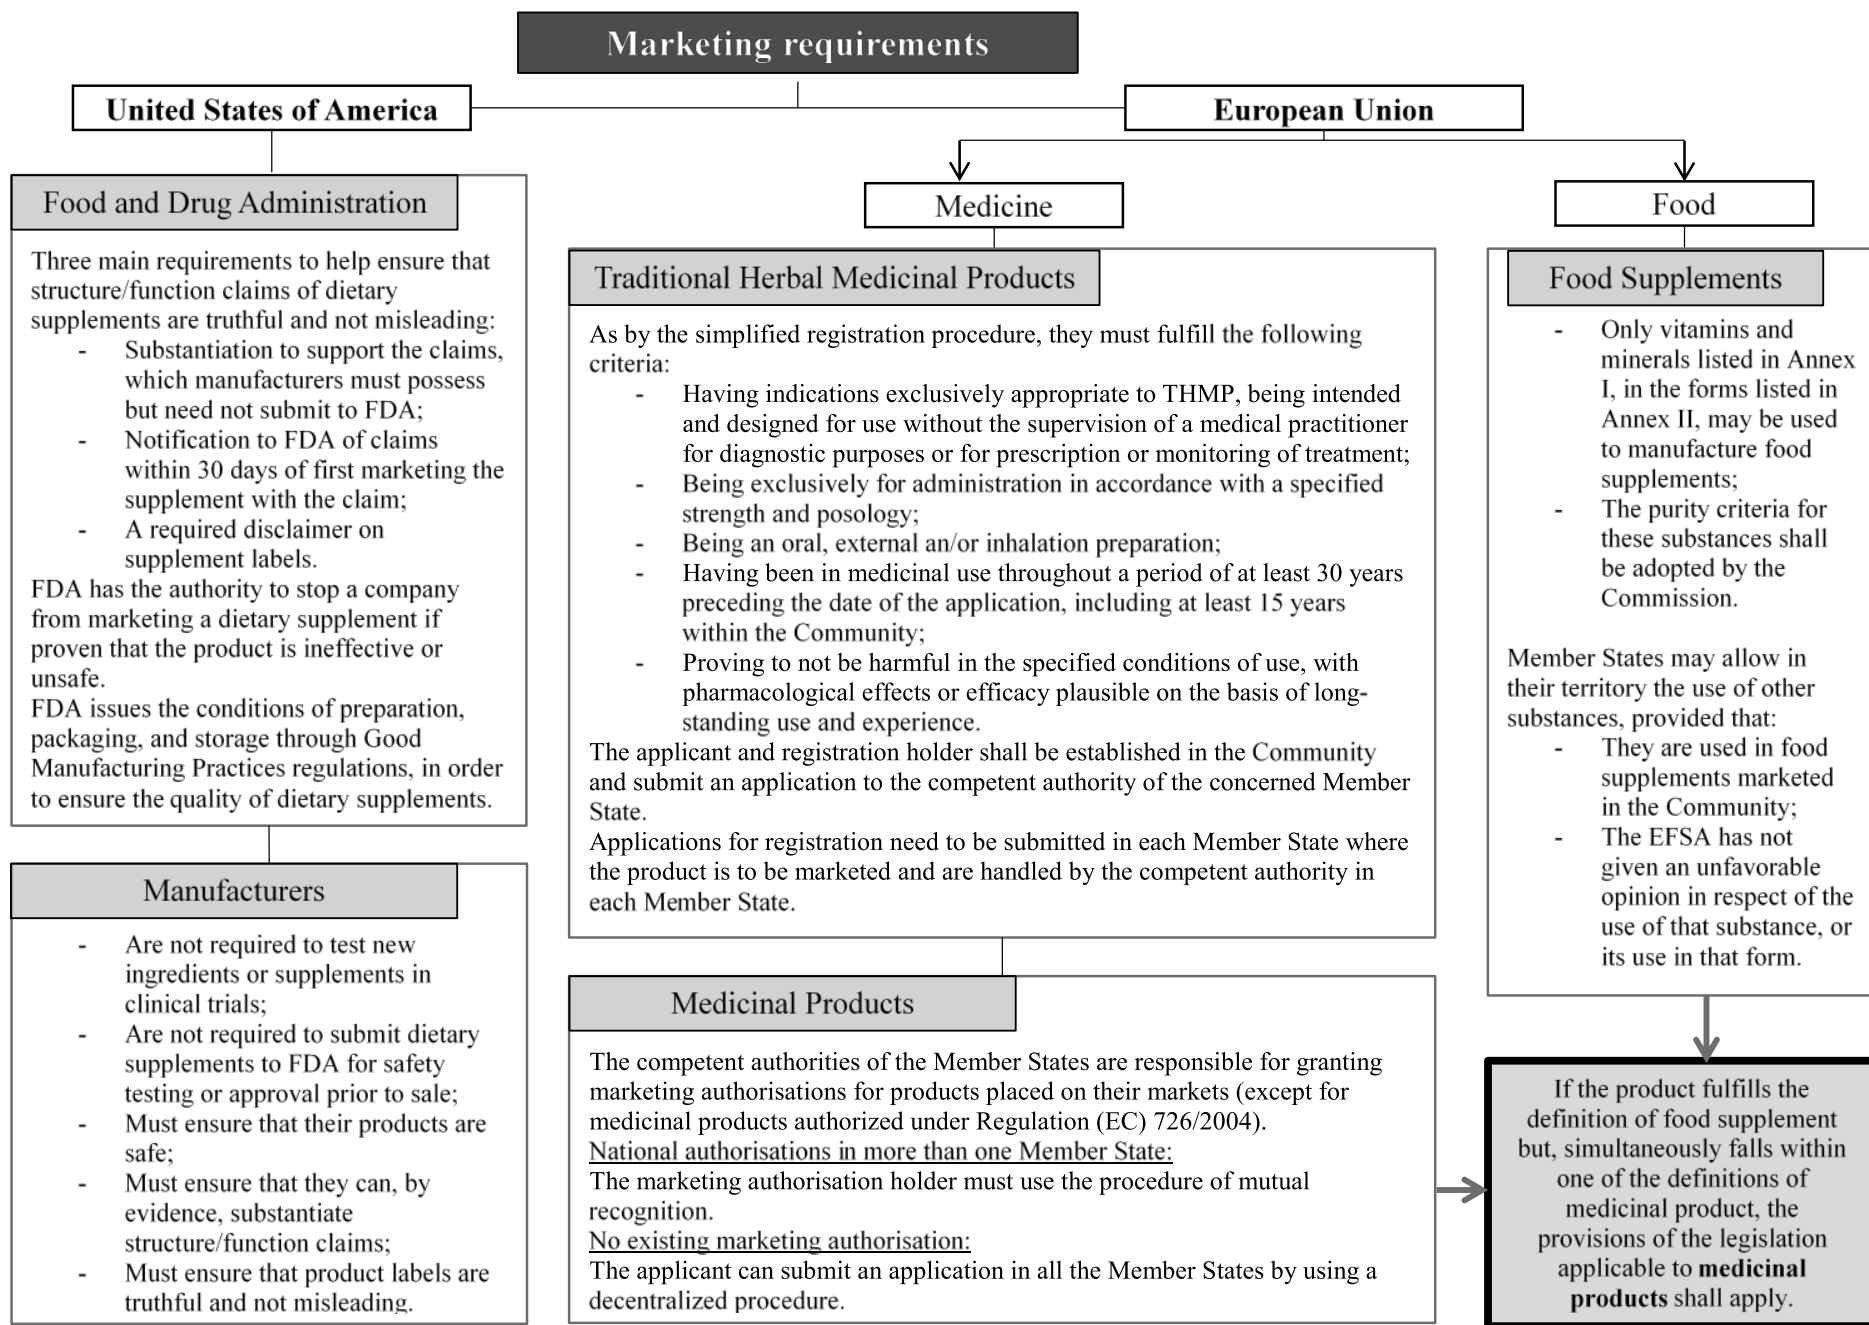 Marketing requirements
United States of America
European Union
Food and Drug Administration
Three main requirements to help ensure that
structure/function claims of dietary
supplements are truthful and not misleading:
- Substantiation to support the claims,
which manufacturers must possess
but need not submit to FDA;
- Notification to FDA of claims
within 30 days of first marketing the
supplement with the claim;
- A required disclaimer on
supplement labels.
FDA has the authority to stop a company
from marketing a dietary supplement if
proven that the product is ineffective or
unsafe.
FDA issues the conditions of preparation,
packaging, and storage through Good
Manufacturing Practices regulations, in order
to ensure the quality of dietary supplements.
Manufacturers
- Are not required to test new
ingredients or supplements in
clinical trials;
- Are not required to submit dietary
supplements to FDA for safety
testing or approval prior to sale;
- Must ensure that their products are
safe;
- Must ensure that they can, by
evidence, substantiate
structure/function claims;
- Must ensure that product labels are
truthful and not misleading.
Medicine
Traditional Herbal Medicinal Products
As by the simplified registration procedure, they must fulfill the following
criteria:
- Having indications exclusively appropriate to THMP, being intended
and designed for use without the supervision of a medical practitioner
for diagnostic purposes or for prescription or monitoring of treatment;
- Being exclusively for administration in accordance with a specified
strength and posology;
- Being an oral, external an/or inhalation preparation;
- Having been in medicinal use throughout a period of at least 30 years
preceding the date of the application, including at least 15 years
within the Community;
- Proving to not be harmful in the specified conditions of use, with
pharmacological effects or efficacy plausible on the basis of long-
standing use and experience.
The applicant and registration holder shall be established in the Community
and submit an application to the competent authority of the concerned Member
State.
Applications for registration need to be submitted in each Member State where
the product is to be marketed and are handled by the competent authority in
each Member State.
Medicinal Products
The competent authorities of the Member States are responsible for granting
marketing authorisations for products placed on their markets (except for
medicinal products authorized under Regulation (EC) 726/2004).
National authorisations in more than one Member State:
The marketing authorisation holder must use the procedure of mutual
recognition.
No existing marketing authorisation:
The applicant can submit an application in all the Member States by using a
decentralized procedure.
Food
Food Supplements
- Only vitamins and
minerals listed in Annex
I, in the forms listed in
Annex II, may be used
to manufacture food
supplements;
- The purity criteria for
these substances shall
be adopted by the
Commission.
Member States may allow in
their territory the use of other
substances, provided that:
- They are used in food
supplements marketed
in the Community;
- The EFSA has not
given an unfavorable
opinion in respect of the
use of that substance, or
its use in that form.
If the product fulfills the
definition of food supplement
but, simultaneously falls within
one of the definitions of
medicinal product, the
provisions of the legislation
applicable to medicinal
products shall apply.